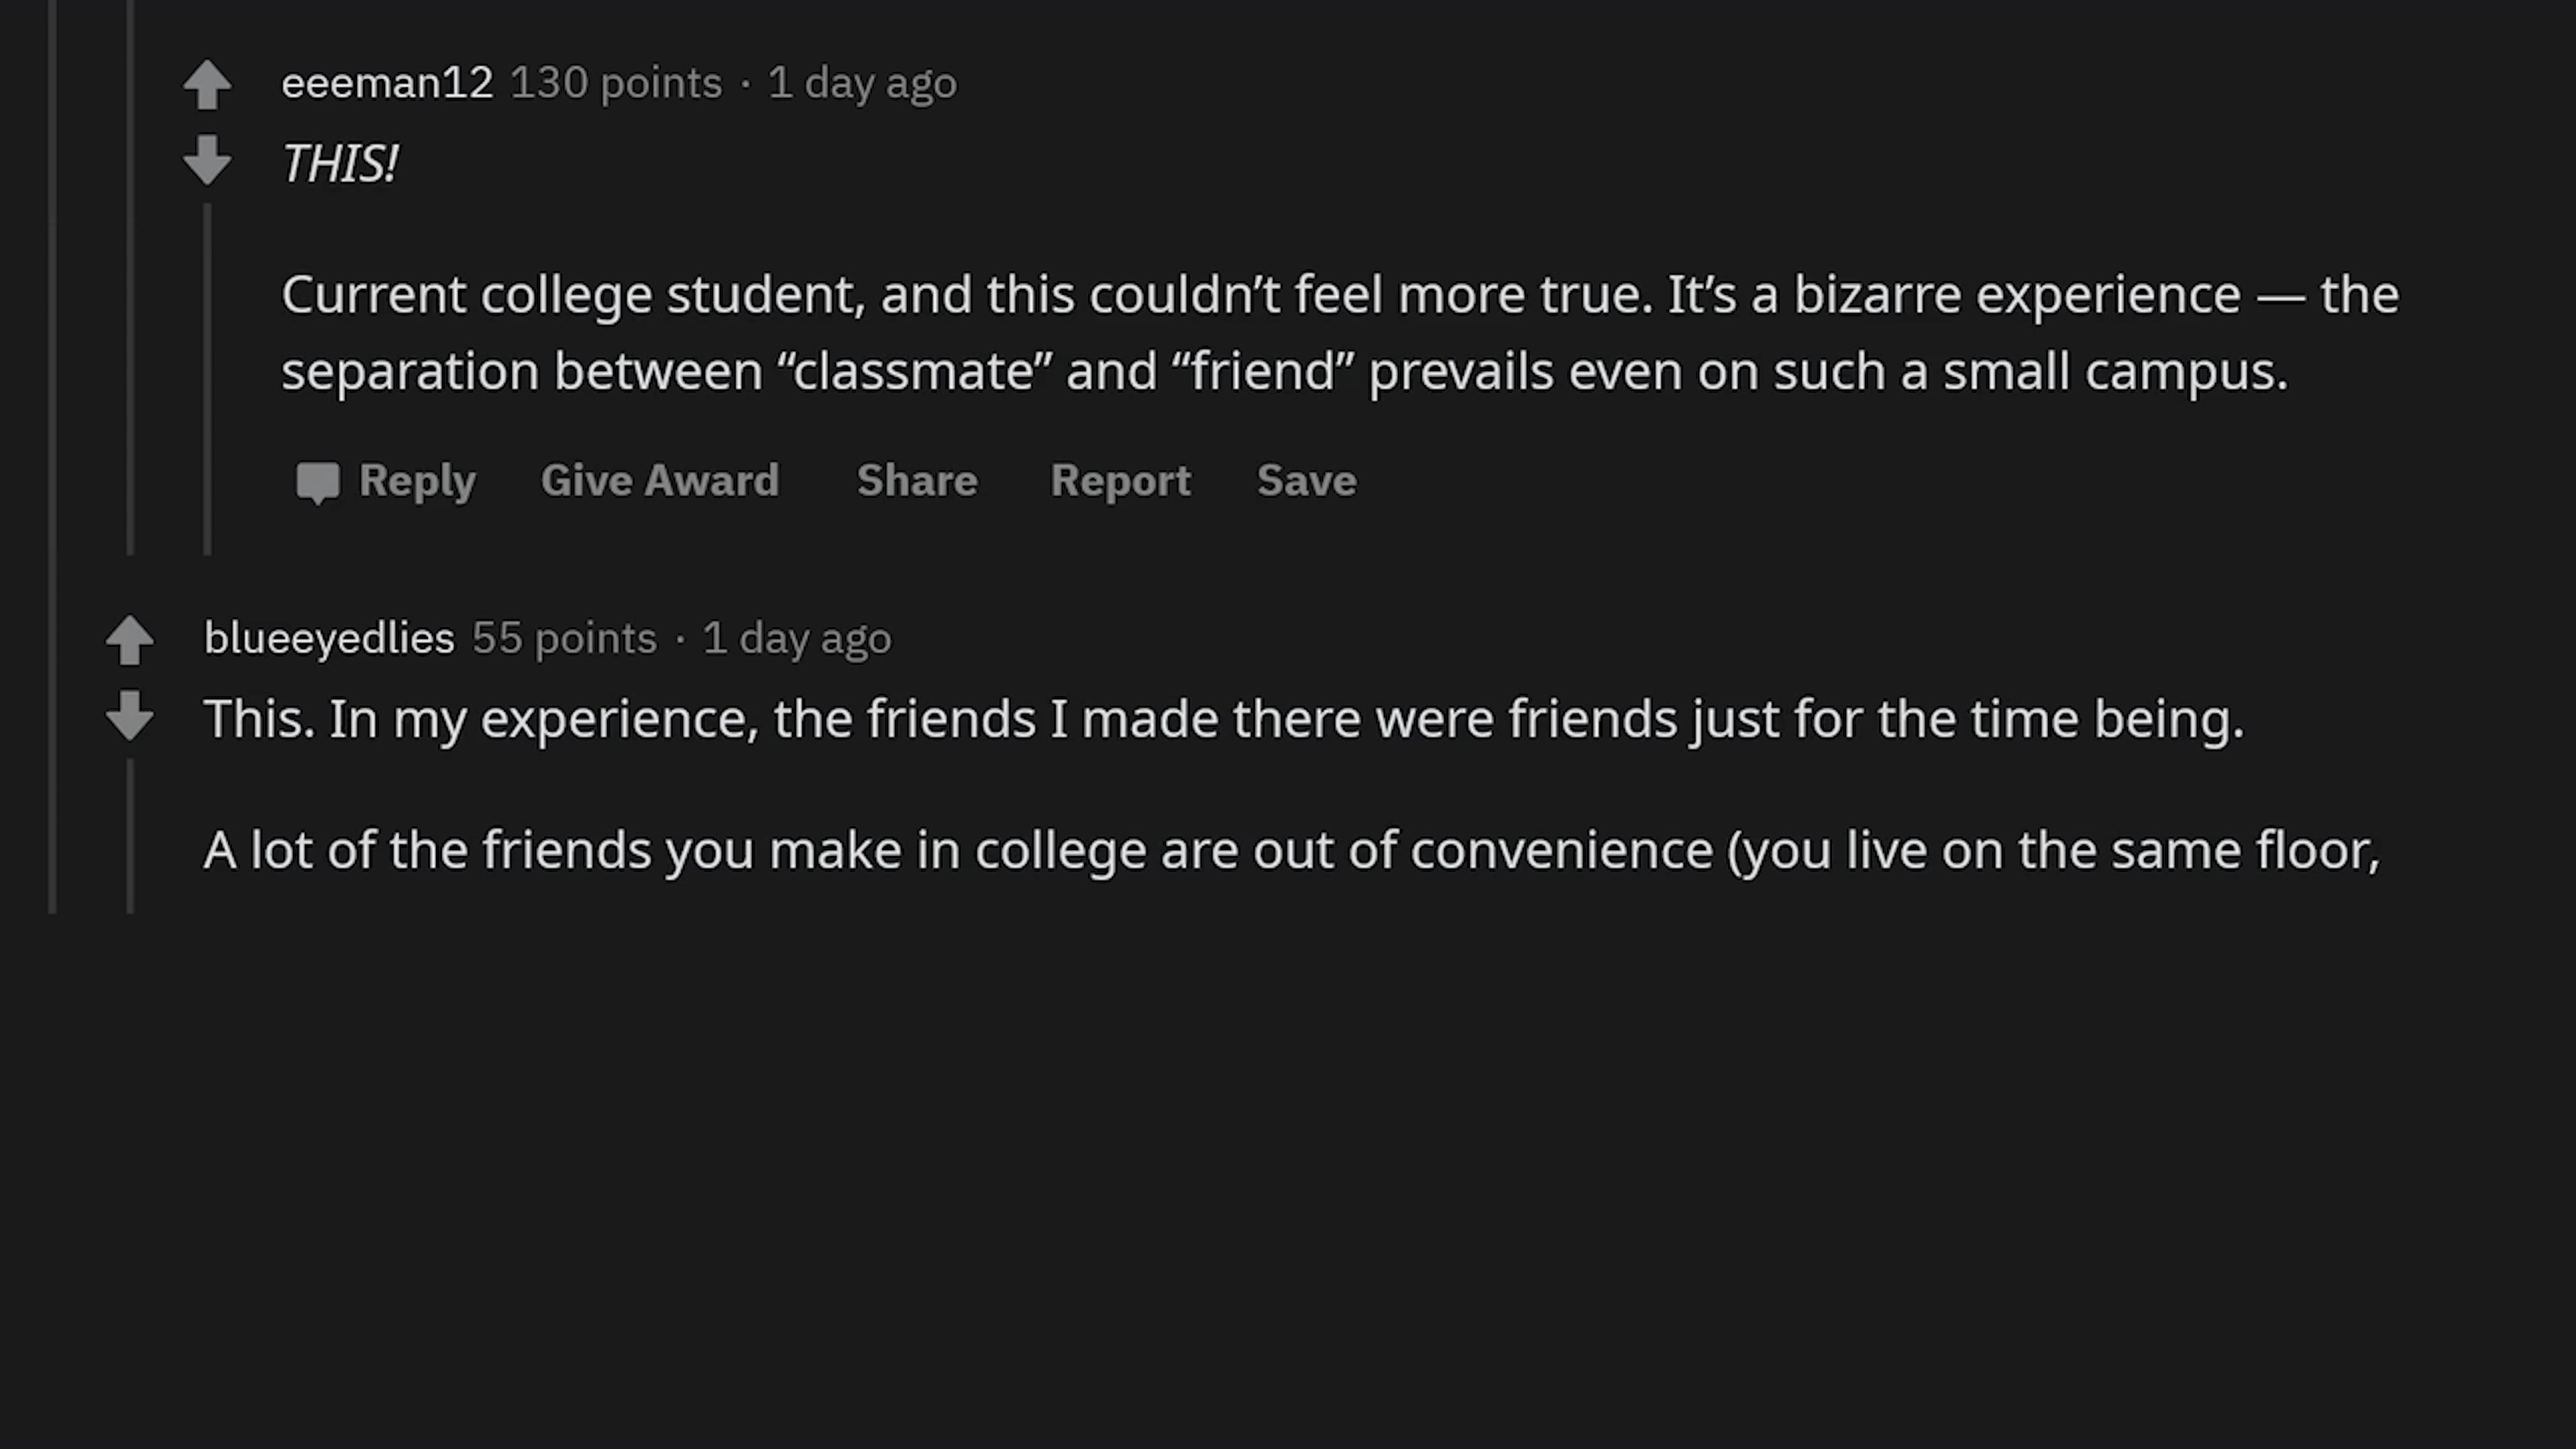 eeeman12 130 points · 1 day ago
THIS!
Current college student, and this couldn’t feel more true. It’s a bizarre experience — the
separation between “classmate” and “friend” prevails even on such a small campus.
Reply Give Award Share Report Save
blueeyedlies 55 points · 1 day ago
This. In my experience, the friends I made there were friends just for the time being.
A lot of the friends you make in college are out of convenience (you live on the same floor,